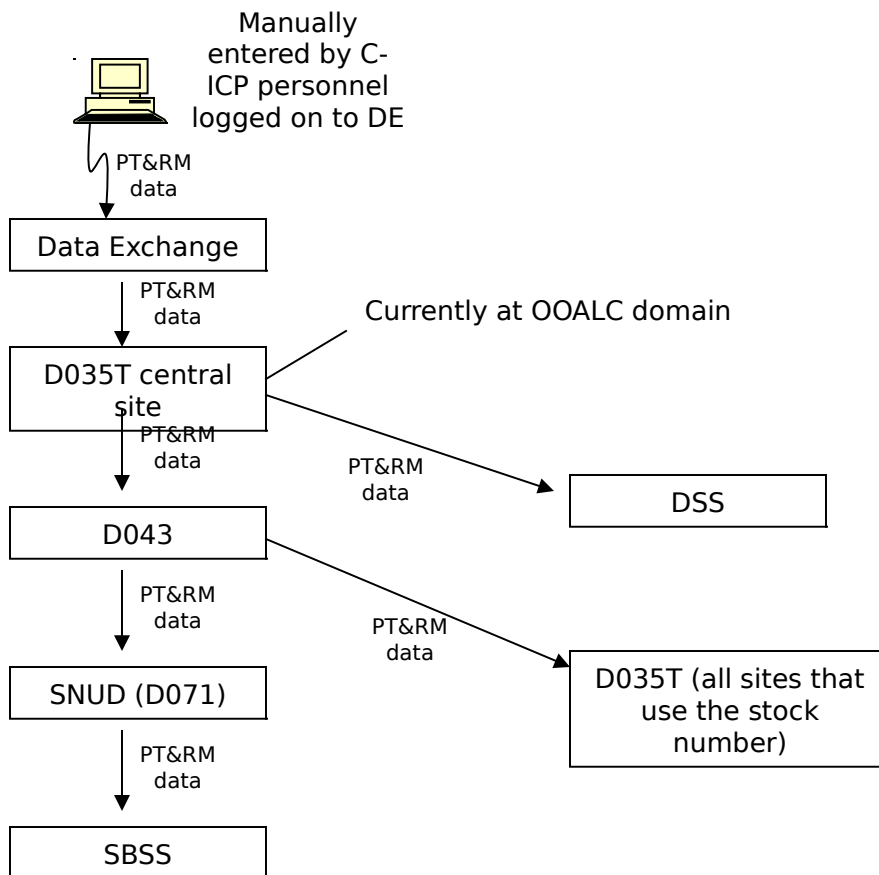 Manually
entered by C-
ICP personnel
logged on to DE
PT&RM
data
Data Exchange
PT&RM
data
Currently at OOALC domain
D035T central
site
PT&RM
data
PT&RM
data
DSS
D043
PT&RM
data
PT&RM
data
D035T (all sites that
use the stock
number)
SNUD (D071)
PT&RM
data
SBSS